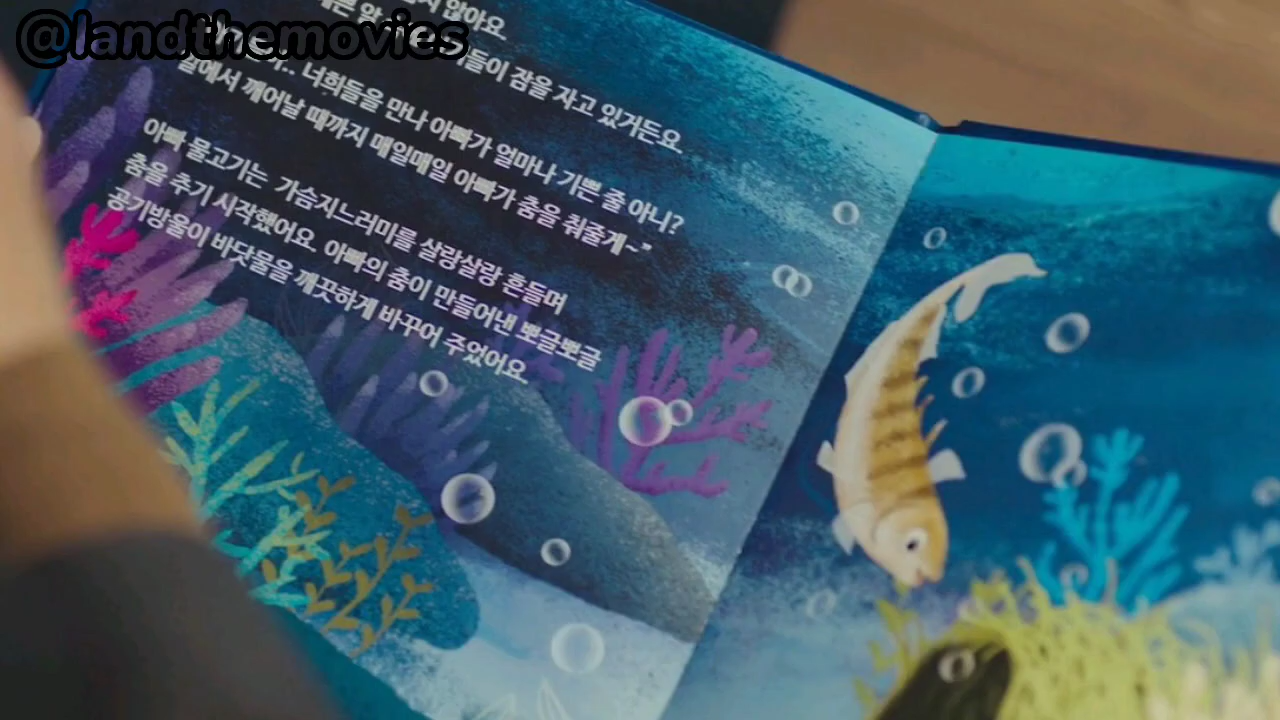 @landthemovies
않아요.
잠을 자고 있거든요.
너희들을 만나 아빠가 얼마나 기쁜 줄 아니?
깨어날 때까지 매일매일 아빠가 춤을 춰줄게~”
아빠 물고기는 가슴지느러미를 살랑살랑 흔들며
춤을 추기 시작했어요. 아빠의 춤이 만들어낸 뽀글뽀글
공기방울이 바닷물을 깨끗하게 바꾸어 주었어요.